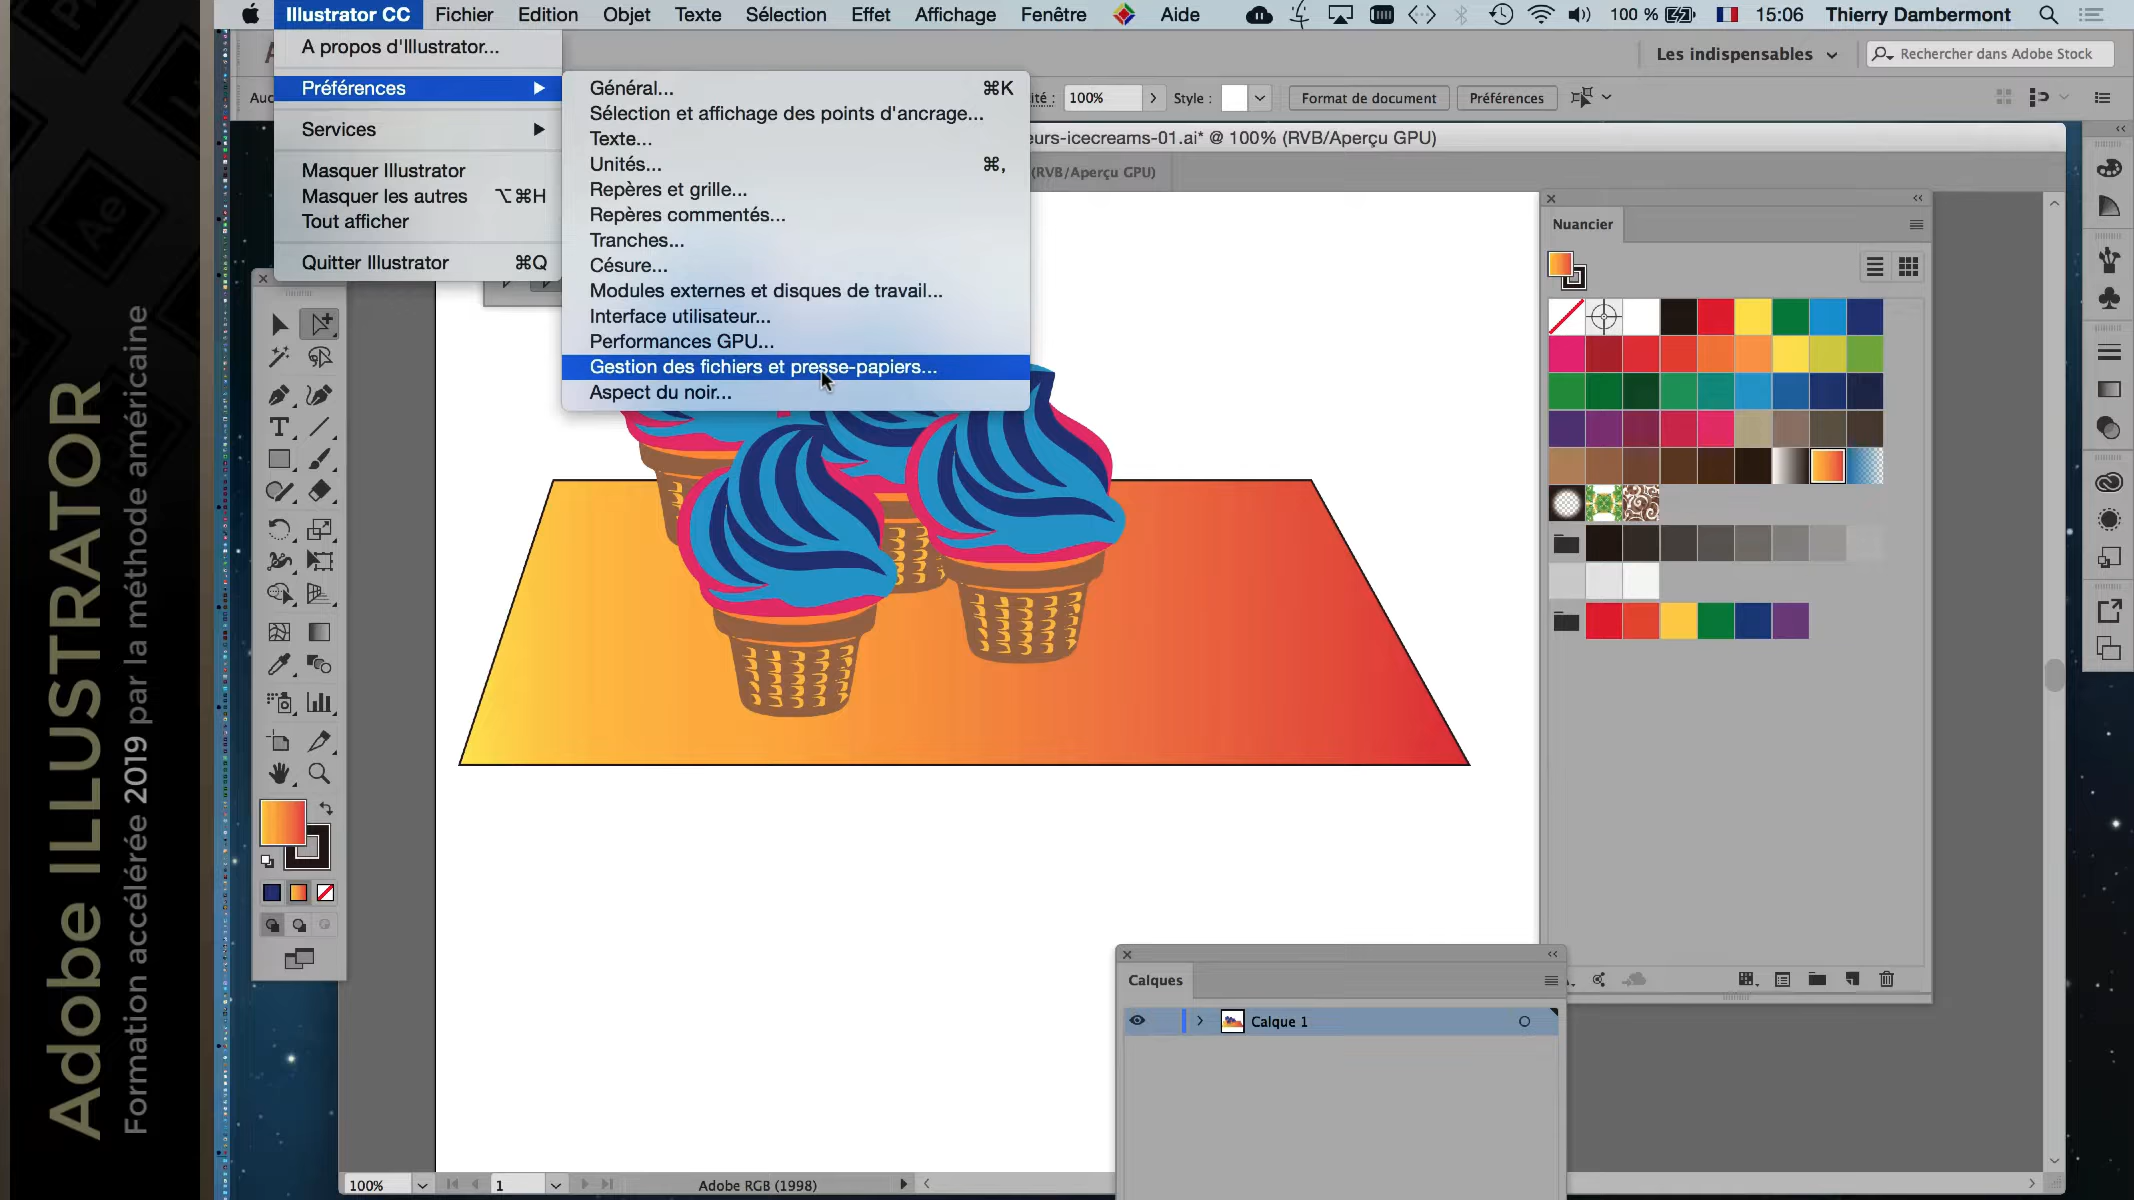 Illustrator CC Fichier Edition Objet Texte Sélection Effet Affichage Fenêtre Aide 100 % 15:06 Thierry Dambermont
A propos d'Illustrator...
Préférences
Services
Masquer Illustrator
Masquer les autres ⌥⌘H
Tout afficher
Quitter Illustrator ⌘Q
Général... ⌘K
Sélection et affichage des points d'ancrage...
Texte...
Unités... ⌘,
Repères et grille...
Repères commentés...
Tranches...
Césure...
Modules externes et disques de travail...
Interface utilisateur...
Performances GPU...
Gestion des fichiers et presse-papiers...
Aspect du noir...
Les indispensables
Rechercher dans Adobe Stock
Auc
ité : 100% Style : Format de document Préférences
eurs-icecreams-01.ai* @ 100% (RVB/Aperçu GPU)
(RVB/Aperçu GPU)
Nuancier
Calques
Calque 1
100% 1 Adobe RGB (1998)
Adobe ILLUSTRATOR
Formation accélérée 2019 par la méthode américaine
Ae